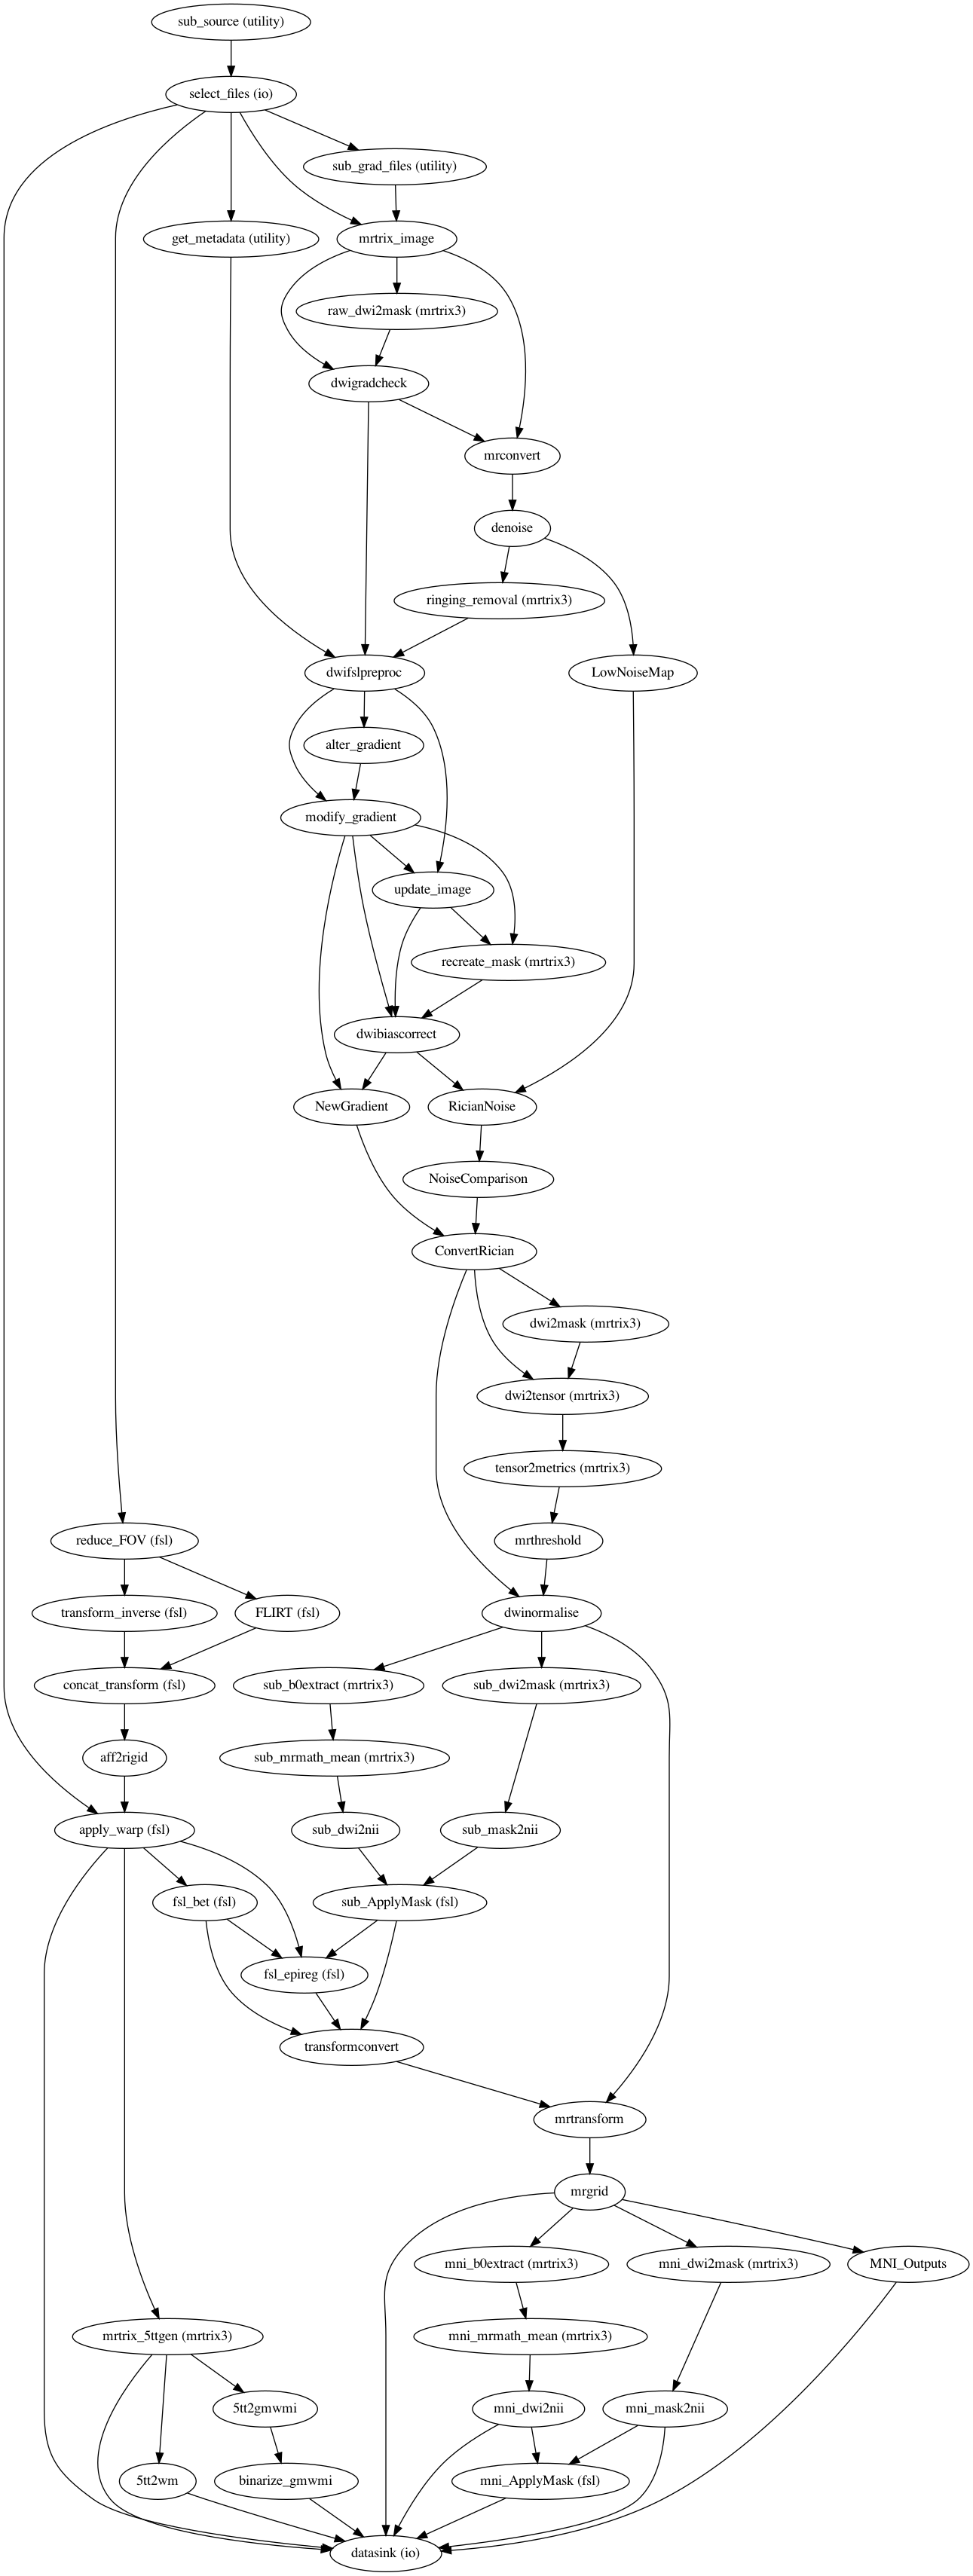 sub_source (utility)
select_files (io)
sub_grad_files (utility)
get_metadata (utility)
mrtrix_image
raw_dwi2mask (mrtrix3)
dwigradcheck
mrconvert
denoise
ringing_removal (mrtrix3)
dwifslpreproc
LowNoiseMap
alter_gradient
modify_gradient
update_image
recreate_mask (mrtrix3)
dwibiascorrect
NewGradient
RicianNoise
NoiseComparison
ConvertRician
dwi2mask (mrtrix3)
dwi2tensor (mrtrix3)
tensor2metrics (mrtrix3)
reduce_FOV (fsl)
mrthreshold
transform_inverse (fsl)
FLIRT (fsl)
dwinormalise
concat_transform (fsl)
sub_b0extract (mrtrix3)
sub_dwi2mask (mrtrix3)
aff2rigid
sub_mrmath_mean (mrtrix3)
apply_warp (fsl)
sub_dwi2nii
sub_mask2nii
fsl_bet (fsl)
sub_ApplyMask (fsl)
fsl_epireg (fsl)
transformconvert
mrtransform
mrgrid
mni_b0extract (mrtrix3)
mni_dwi2mask (mrtrix3)
MNI_Outputs
mrtrix_5ttgen (mrtrix3)
mni_mrmath_mean (mrtrix3)
5tt2gmwmi
mni_dwi2nii
mni_mask2nii
5tt2wm
binarize_gmwmi
mni_ApplyMask (fsl)
datasink (io)